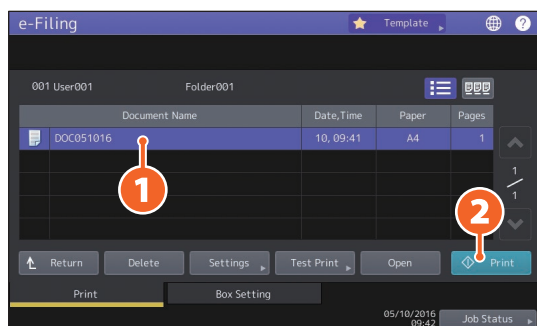 e-Filing Template ?
001 User001 Folder001
Document Name Date,Time Paper Pages
DOC051016 10, 09:41 A4 1
1
1
1
2
Return Delete Settings Test Print Open Print
Print Box Setting
05/10/2016
09:42 Job Status